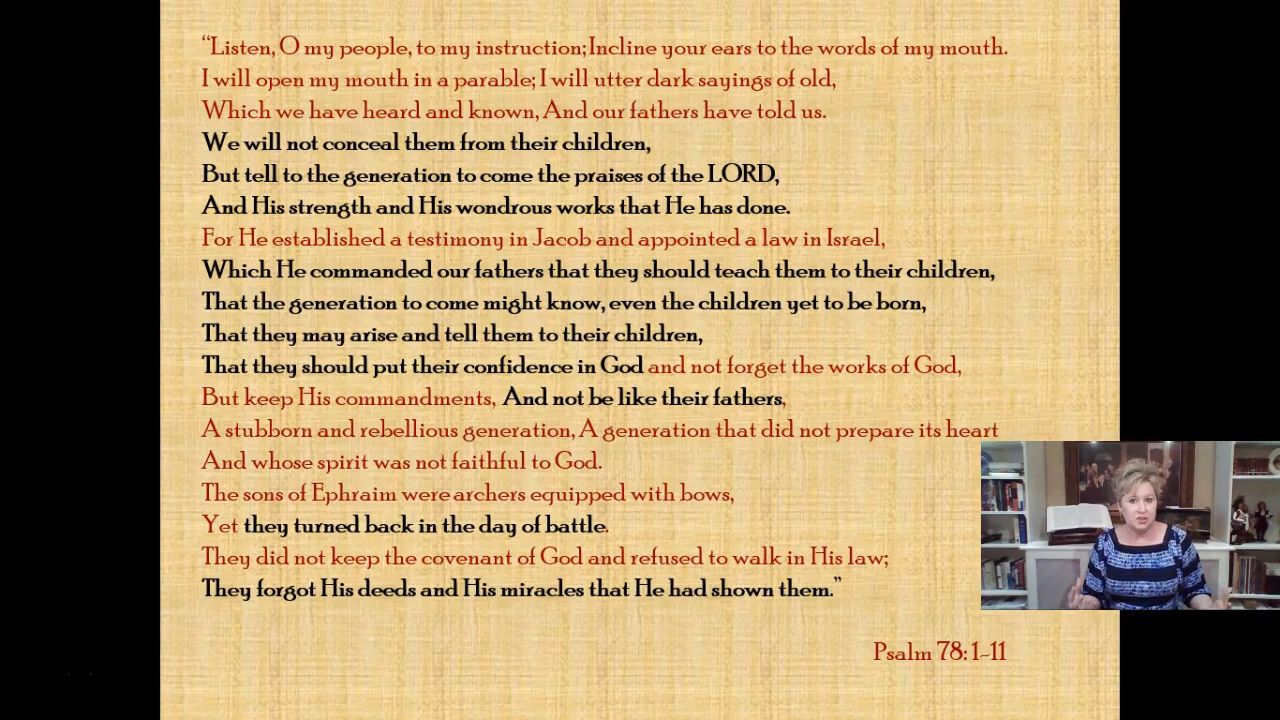 “Listen, O my people, to my instruction; Incline your ears to the words of my mouth.
I will open my mouth in a parable; I will utter dark sayings of old,
Which we have heard and known, And our fathers have told us.
We will not conceal them from their children,
But tell to the generation to come the praises of the LORD,
And His strength and His wondrous works that He has done.
For He established a testimony in Jacob and appointed a law in Israel,
Which He commanded our fathers that they should teach them to their children,
That the generation to come might know, even the children yet to be born,
That they may arise and tell them to their children,
That they should put their confidence in God and not forget the works of God,
But keep His commandments, And not be like their fathers,
A stubborn and rebellious generation, A generation that did not prepare its heart
And whose spirit was not faithful to God.
The sons of Ephraim were archers equipped with bows,
Yet they turned back in the day of battle.
They did not keep the covenant of God and refused to walk in His law;
They forgot His deeds and His miracles that He had shown them.”
Psalm 78:1-11